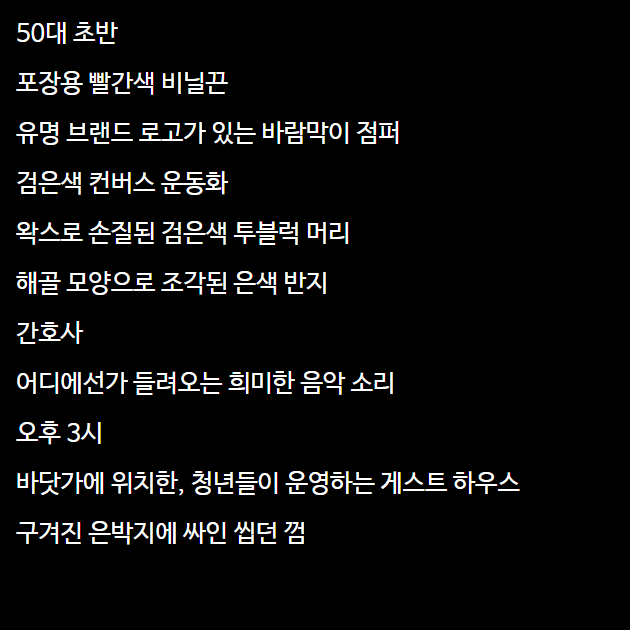 50대 초반
포장용 빨간색 비닐끈
유명 브랜드 로고가 있는 바람막이 점퍼
검은색 컨버스 운동화
왁스로 손질된 검은색 투블럭 머리
해골 모양으로 조각된 은색 반지
간호사
어디에선가 들려오는 희미한 음악 소리
오후 3시
바닷가에 위치한, 청년들이 운영하는 게스트 하우스
구겨진 은박지에 싸인 씹던 껌